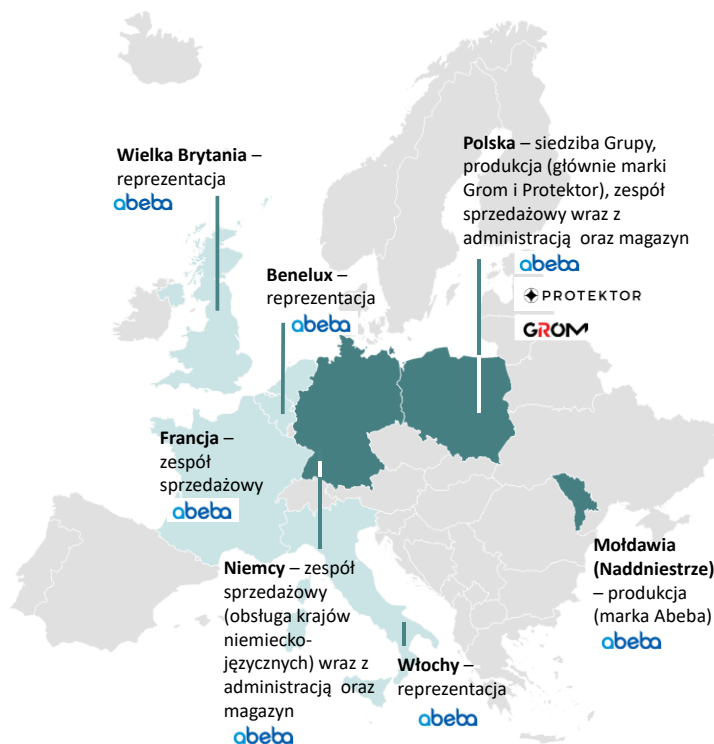 Wielka Brytania –
reprezentacja
abeba
Polska – siedziba Grupy,
produkcja (głównie marki
Grom i Protektor), zespół
sprzedażowy wraz z
administracją oraz magazyn
abeba
PROTEKTOR
GROM
Benelux –
reprezentacja
abeba
Francja –
zespół
sprzedażowy
abeba
Niemcy – zespół
sprzedażowy
(obsługa krajów
niemiecko-
języcznych) wraz z
administracją oraz
magazyn
abeba
Włochy –
reprezentacja
abeba
Mołdawia
(Naddniestrze)
– produkcja
(marka Abeba)
abeba